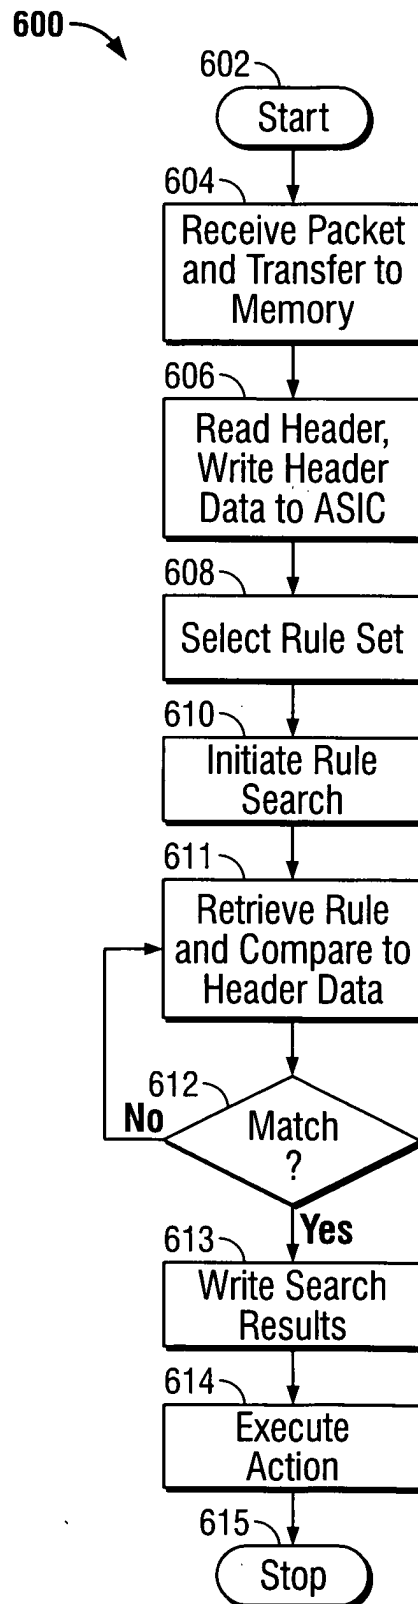 600
602
Start
604
Receive Packet
and Transfer to
Memory
606
Read Header,
Write Header
Data to ASIC
608
Select Rule Set
610
Initiate Rule
Search
611
Retrieve Rule
and Compare to
Header Data
612
No
Match
?
Yes
613
Write Search
Results
614
Execute
Action
615
Stop